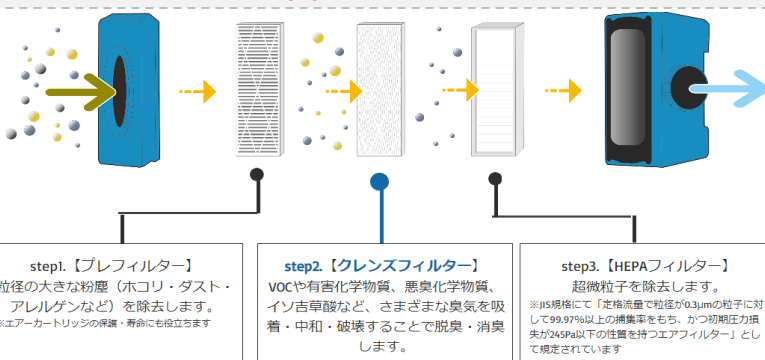 step1.【プレフィルター】
粒径の大きな粉塵（ホコリ・ダスト・
アレルゲンなど）を除去します。
※エアーカートリッジの保護・寿命にも役立ちます
step2.【クレンズフィルター】
VOCや有害化学物質、悪臭化学物質、
イソ吉草酸など、さまざまな臭気を吸
着・中和・破壊することで脱臭・消臭
します。
step3.【HEPAフィルター】
超微粒子を除去します。
※JIS規格にて「定格流量で粒径が0.3μmの粒子に対
して99.97%以上の捕集率をもち、かつ初期圧力損
失が245Pa以下の性質を持つエアフィルター」とし
て規定されています